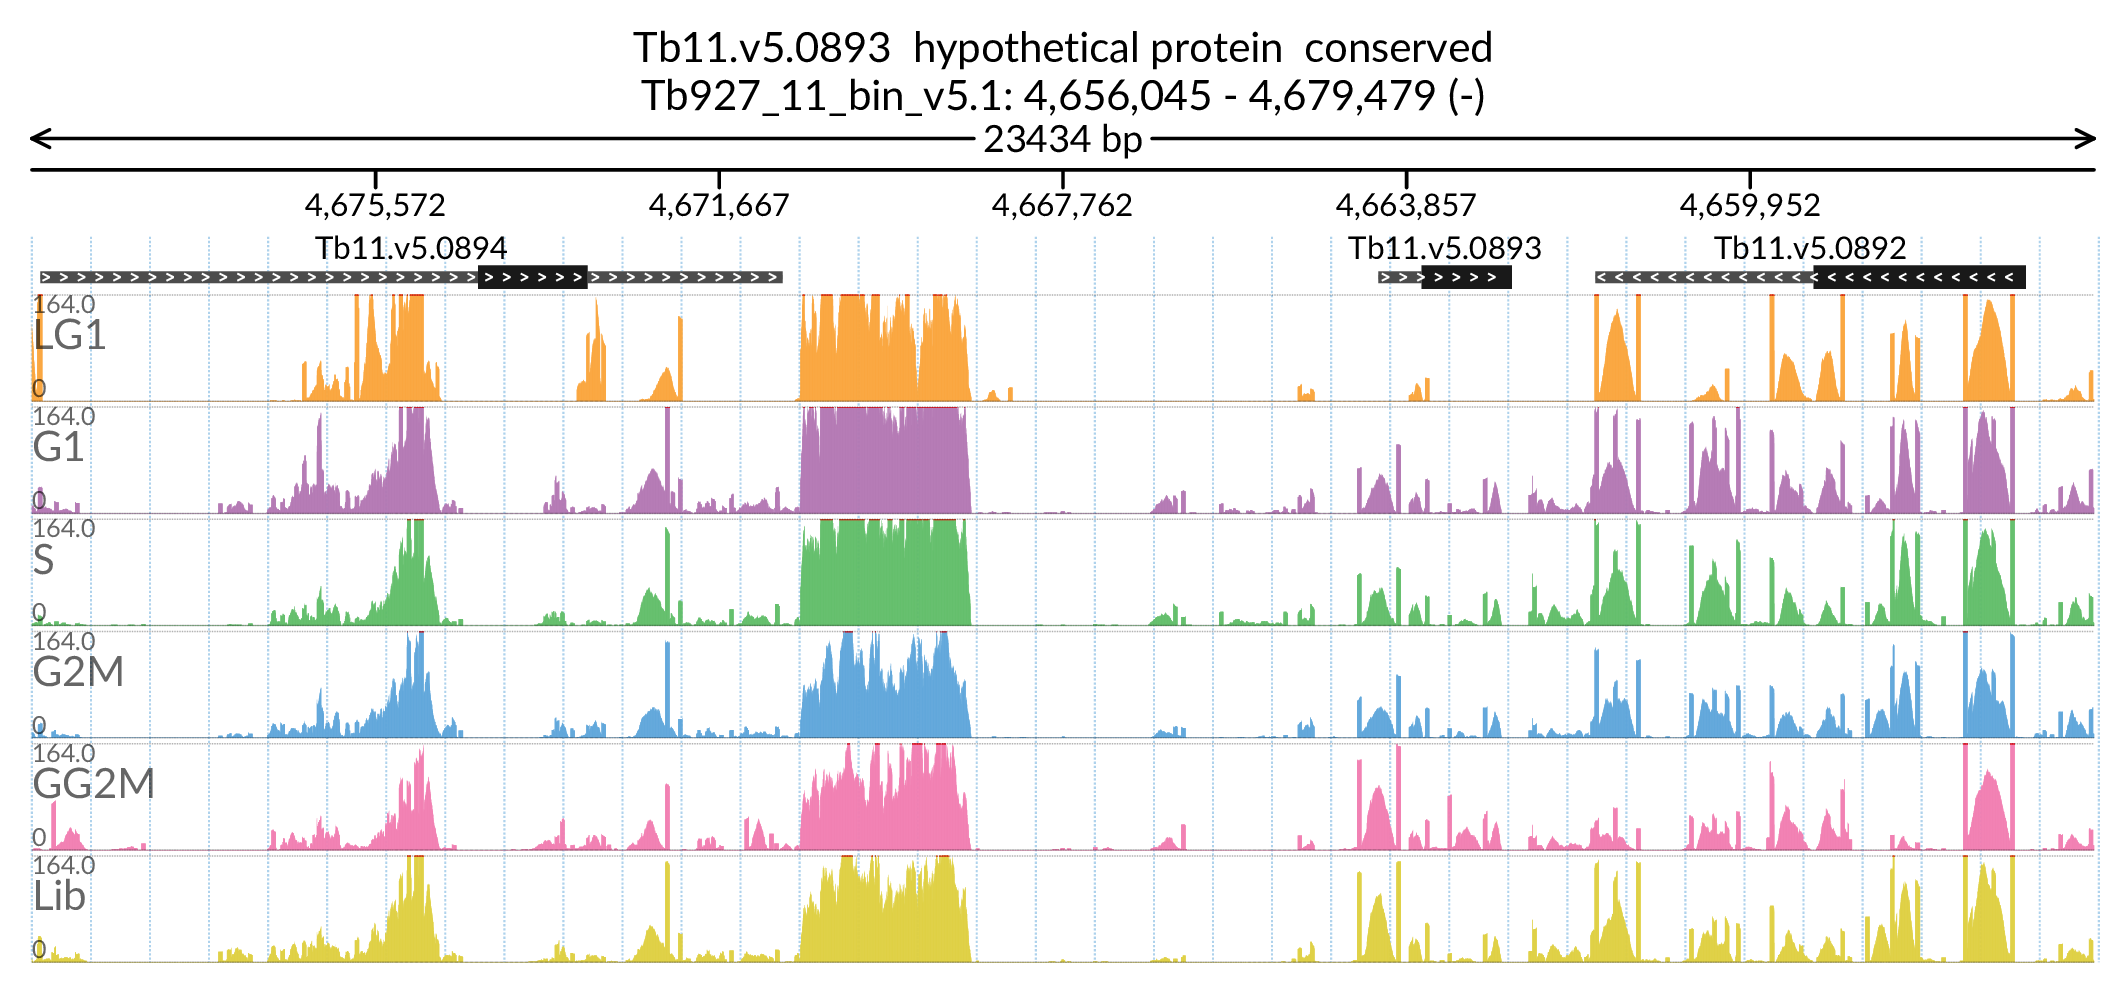 Tb11.v5.0893 hypothetical protein conserved
Tb927_11_bin_v5.1: 4,656,045 - 4,679,479 (-)
23434 bp
4,675,572 4,671,667 4,667,762 4,663,857 4,659,952
Tb11.v5.0894 Tb11.v5.0893 Tb11.v5.0892
164.0
LG1
0
164.0
G1
0
164.0
S
0
164.0
G2M
0
164.0
GG2M
0
164.0
Lib
0